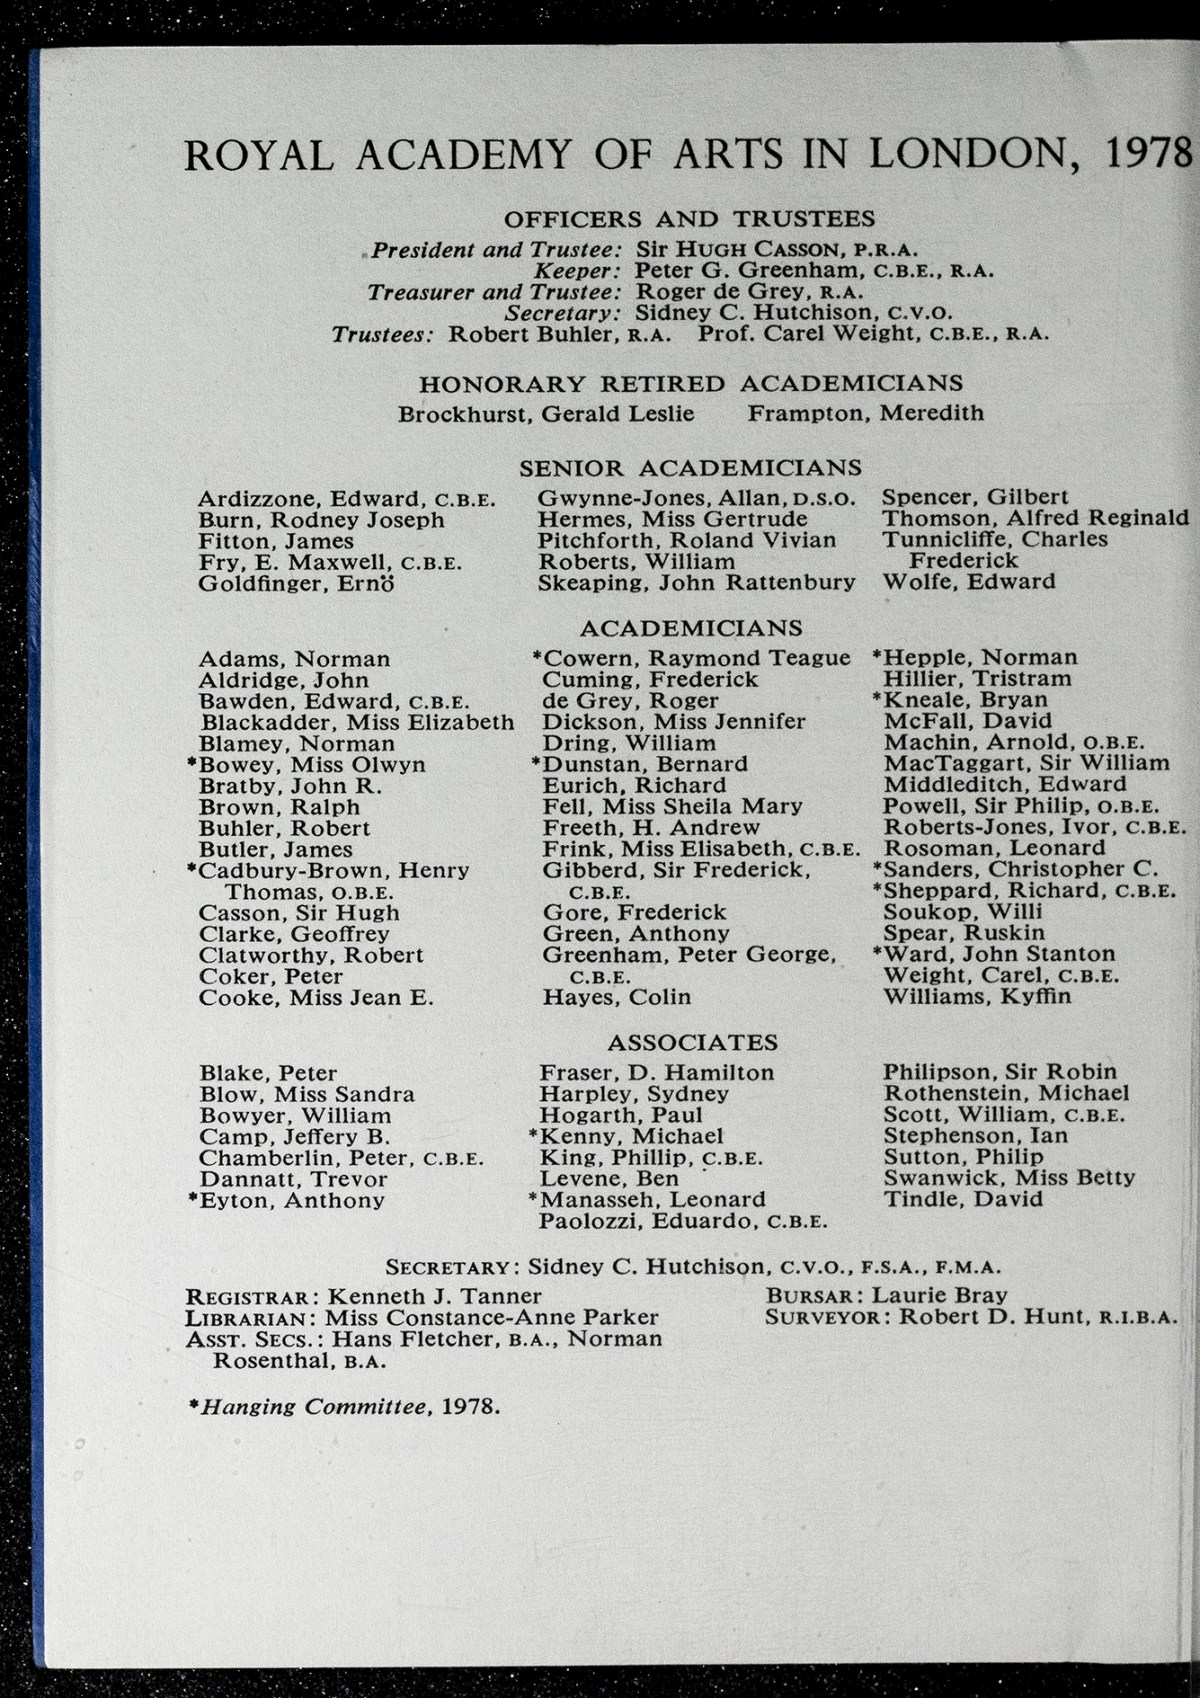 ROYAL ACADEMY OF ARTS IN LONDON, 1978
OFFICERS AND TRUSTEES
President and Trustee: Sir HUGH CASSON, P.R.A.
Keeper: Peter G. Greenham, C.B.E., R.A.
Treasurer and Trustee: Roger de Grey, R.A.
Secretary: Sidney C. Hutchison, C.V.O.
Trustees: Robert Buhler, R.A. Prof. Carel Weight, C.B.E., R.A.
HONORARY RETIRED ACADEMICIANS
Brockhurst, Gerald Leslie Frampton, Meredith
SENIOR ACADEMICIANS
Ardizzone, Edward, C.B.E.
Burn, Rodney Joseph
Fitton, James
Fry, E. Maxwell, C.B.E.
Goldfinger, Ernö
Gwynne-Jones, Allan, D.S.O.
Hermes, Miss Gertrude
Pitchforth, Roland Vivian
Roberts, William
Skeaping, John Rattenbury
Spencer, Gilbert
Thomson, Alfred Reginald
Tunnicliffe, Charles
Frederick
Wolfe, Edward
ACADEMICIANS
Adams, Norman
Aldridge, John
Bawden, Edward, C.B.E.
Blackadder, Miss Elizabeth
Blamey, Norman
*Bowey, Miss Olwyn
Bratby, John R.
Brown, Ralph
Buhler, Robert
Butler, James
*Cadbury-Brown, Henry
Thomas, O.B.E.
Casson, Sir Hugh
Clarke, Geoffrey
Clatworthy, Robert
Coker, Peter
Cooke, Miss Jean E.
*Cowern, Raymond Teague
Cuming, Frederick
de Grey, Roger
Dickson, Miss Jennifer
Dring, William
*Dunstan, Bernard
Eurich, Richard
Fell, Miss Sheila Mary
Freeth, H. Andrew
Frink, Miss Elisabeth, C.B.E.
Gibberd, Sir Frederick,
C.B.E.
Gore, Frederick
Green, Anthony
Greenham, Peter George,
C.B.E.
Hayes, Colin
*Hepple, Norman
Hillier, Tristram
*Kneale, Bryan
McFall, David
Machin, Arnold, O.B.E.
MacTaggart, Sir William
Middleditch, Edward
Powell, Sir Philip, O.B.E.
Roberts-Jones, Ivor, C.B.E.
Rosoman, Leonard
*Sanders, Christopher C.
*Sheppard, Richard, C.B.E.
Soukop, Willi
Spear, Ruskin
*Ward, John Stanton
Weight, Carel, C.B.E.
Williams, Kyffin
ASSOCIATES
Blake, Peter
Blow, Miss Sandra
Bowyer, William
Camp, Jeffery B.
Chamberlin, Peter, C.B.E.
Dannatt, Trevor
*Eyton, Anthony
Fraser, D. Hamilton
Harpley, Sydney
Hogarth, Paul
*Kenny, Michael
King, Phillip, C.B.E.
Levene, Ben
*Manasseh, Leonard
Paolozzi, Eduardo, C.B.E.
Philipson, Sir Robin
Rothenstein, Michael
Scott, William, C.B.E.
Stephenson, Ian
Sutton, Philip
Swanwick, Miss Betty
Tindle, David
SECRETARY: Sidney C. Hutchison, C.V.O., F.S.A., F.M.A.
REGISTRAR: Kenneth J. Tanner
LIBRARIAN: Miss Constance-Anne Parker
ASST. SECS.: Hans Fletcher, B.A., Norman
Rosenthal, B.A.
BURSAR: Laurie Bray
SURVEYOR: Robert D. Hunt, R.I.B.A.
*Hanging Committee, 1978.